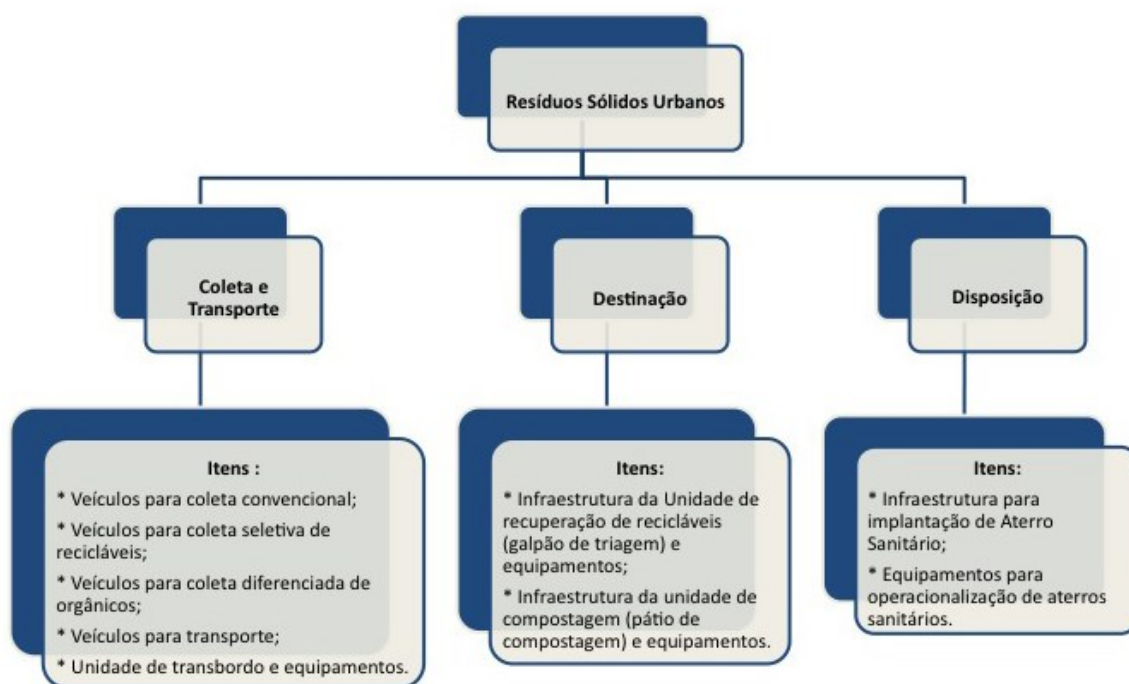 Resíduos Sólidos Urbanos
Coleta e
Transporte
Destinação
Disposição
Itens :
* Veículos para coleta convencional;
* Veículos para coleta seletiva de
recicláveis;
* Veículos para coleta diferenciada de
orgânicos;
* Veículos para transporte;
* Unidade de transbordo e equipamentos.
Itens:
* Infraestrutura da Unidade de
recuperação de recicláveis
(galpão de triagem) e
equipamentos;
* Infraestrutura da unidade de
compostagem (pátio de
compostagem) e equipamentos.
Itens:
* Infraestrutura para
implantação de Aterro
Sanitário;
* Equipamentos para
operacionalização de aterros
sanitários.